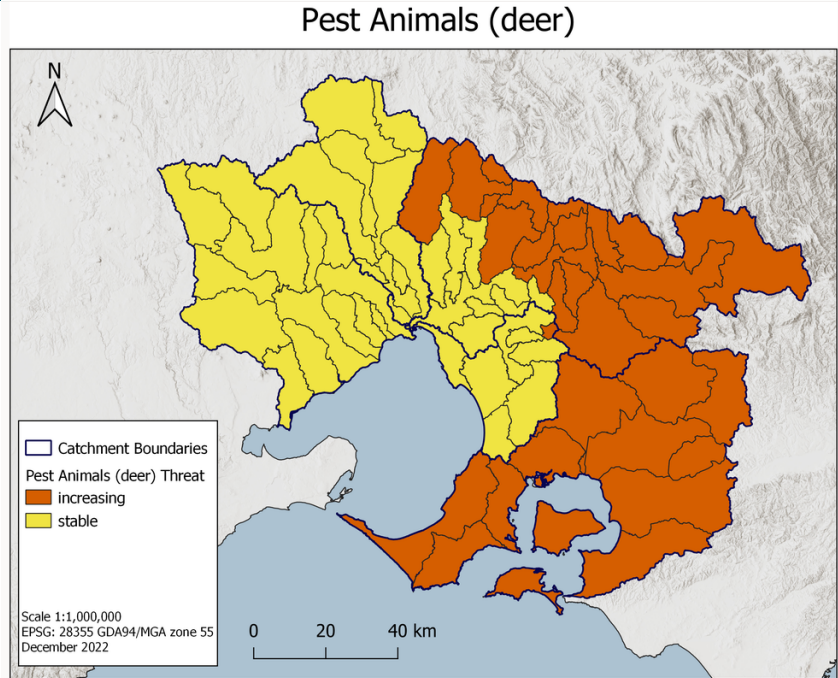 Pest Animals (deer)
N
Catchment Boundaries
Pest Animals (deer) Threat
increasing
stable
Scale 1:1,000,000
EPSG: 28355 GDA94/MGA zone 55
December 2022
0 20 40 km